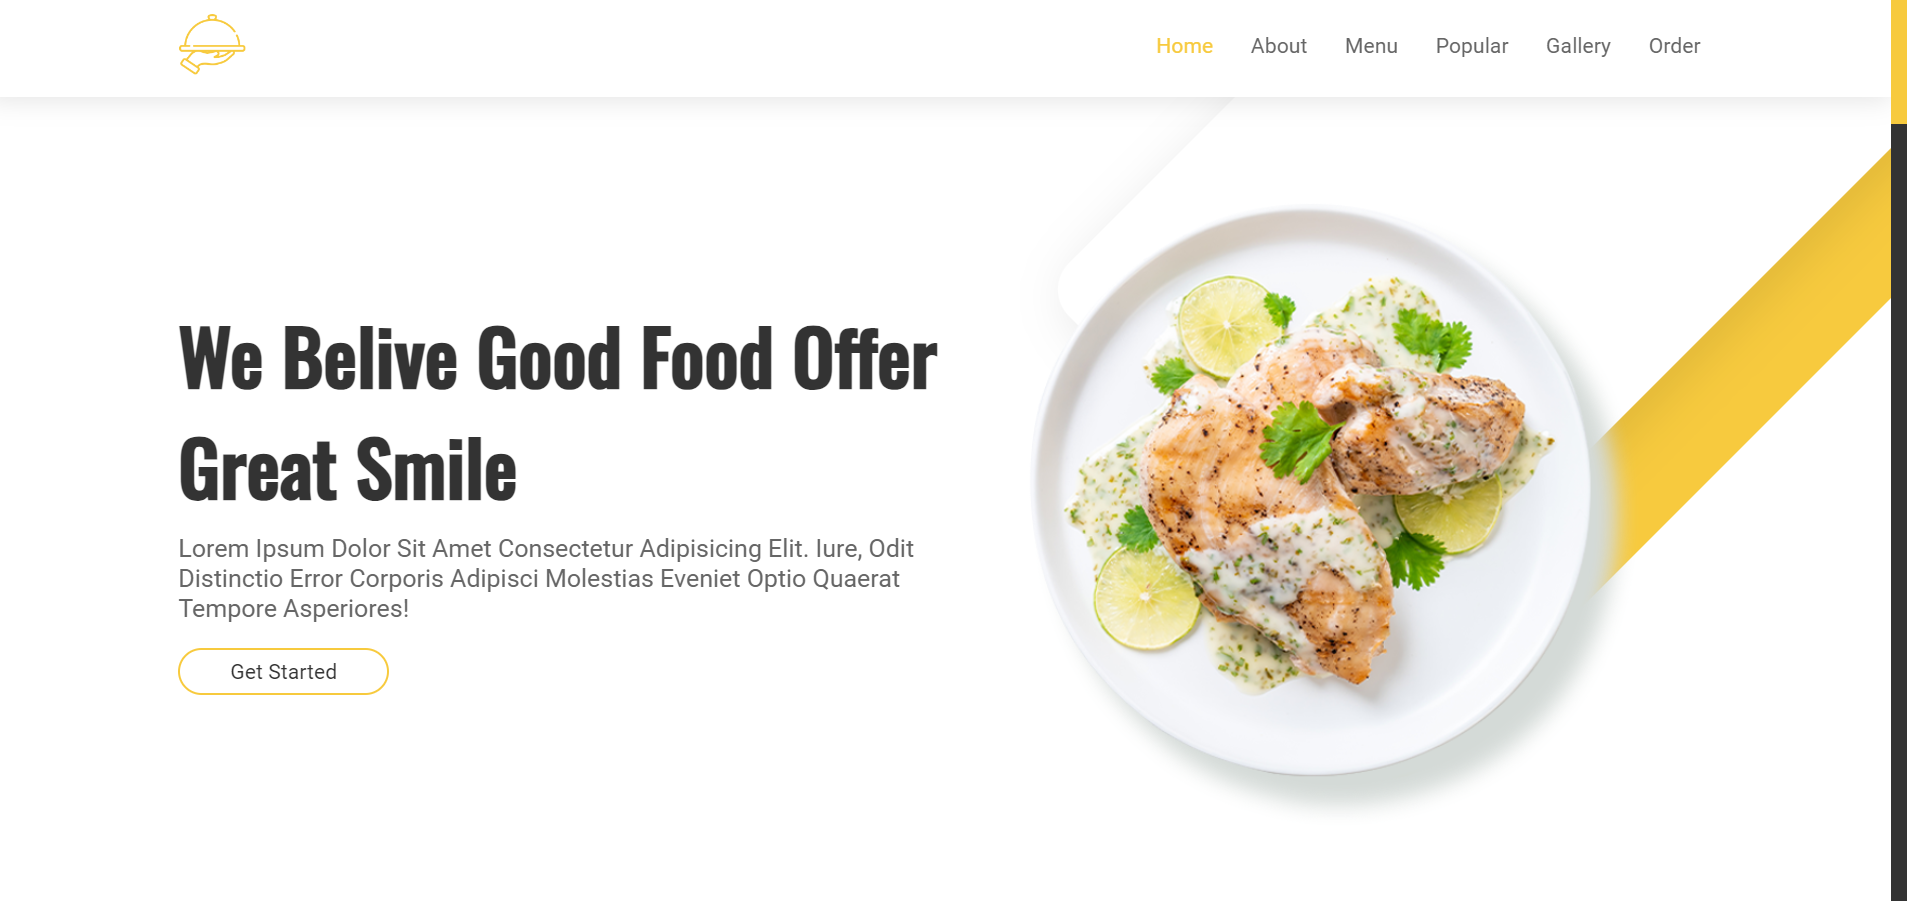 Home About Menu Popular Gallery Order
We Belive Good Food Offer
Great Smile
Lorem Ipsum Dolor Sit Amet Consectetur Adipisicing Elit. Iure, Odit
Distinctio Error Corporis Adipisci Molestias Eveniet Optio Quaerat
Tempore Asperiores!
Get Started